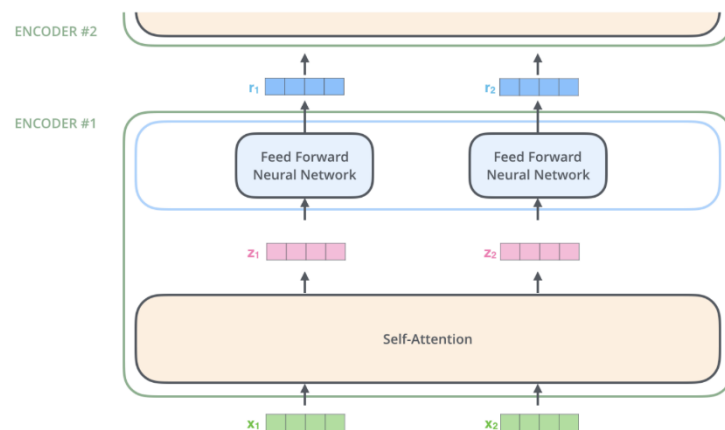 ENCODER #2
r₁
r₂
ENCODER #1
Feed Forward
Neural Network
Feed Forward
Neural Network
z₁
z₂
Self-Attention
x₁
x₂